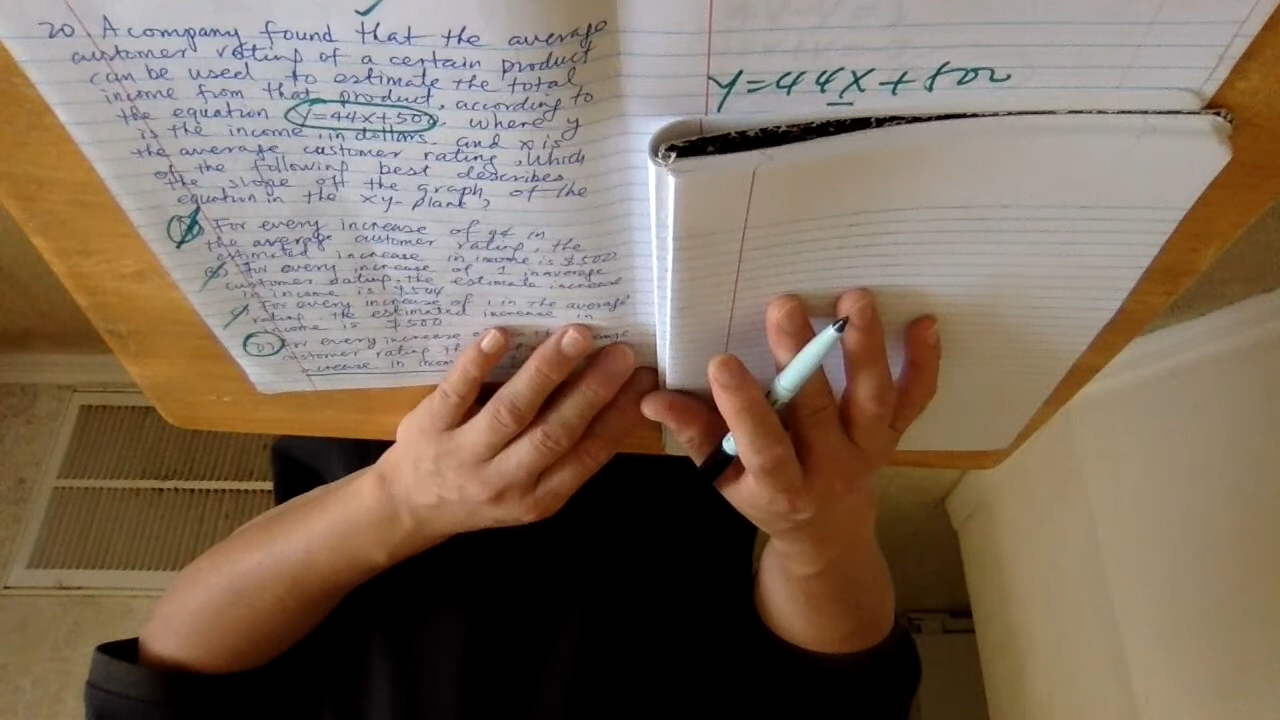 20 A company found that the average
customer rating of a certain product
can be used to estimate the total
income from that product, according to
the equation y=44x+502, where y
is the income, in dollars, and x is
the average customer rating, which
of the following best describes
the slope of the graph, of the
equation in the xy-plant,
For every increase of in
the average customer rating, the
estimated increase in income is $502
For every increase of 1 in average
customer rating, the estimate increase
in income is $544
For every increase of 1 in the average
rating the estimated increase in
income is $500
D) For every increase
customer rating the
increase in incom
y=44x+500